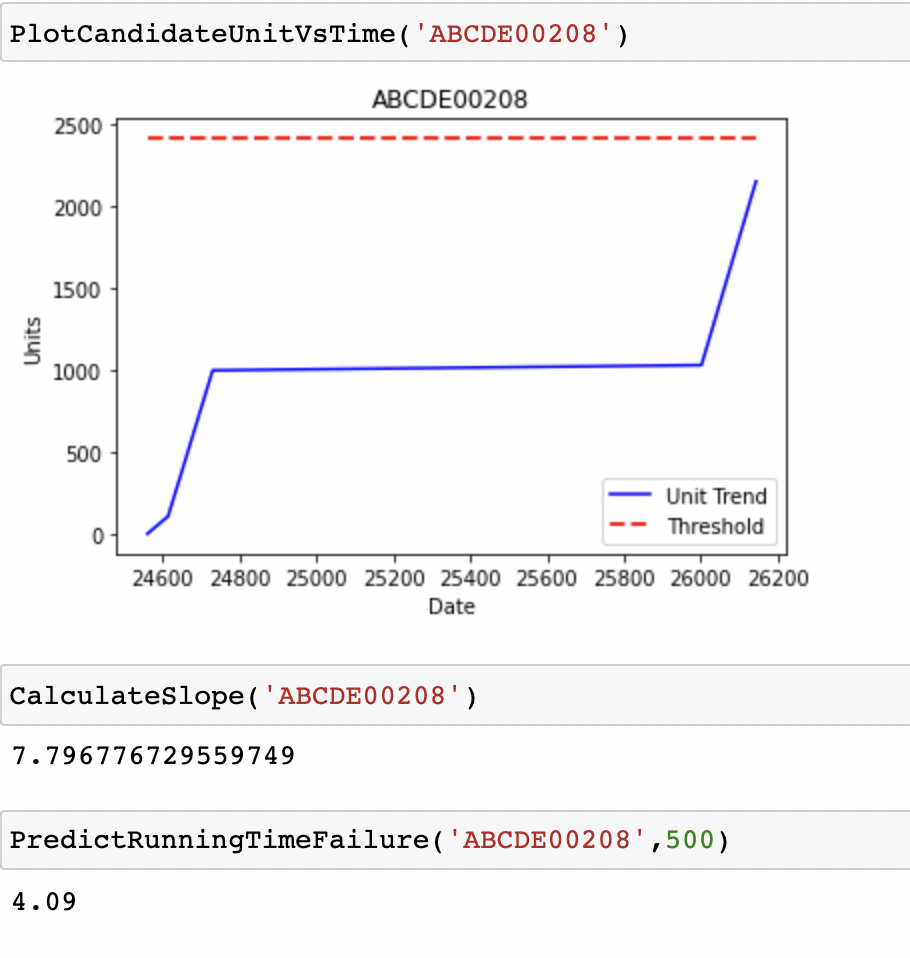 PlotCandidateUnitVsTime('ABCDE00208')
ABCDE00208
2500
2000
1500
1000
500
0
Units
Unit Trend
Threshold
24600 24800 25000 25200 25400 25600 25800 26000 26200
Date
CalculateSlope('ABCDE00208')
7.796776729559749
PredictRunningTimeFailure('ABCDE00208',500)
4.09